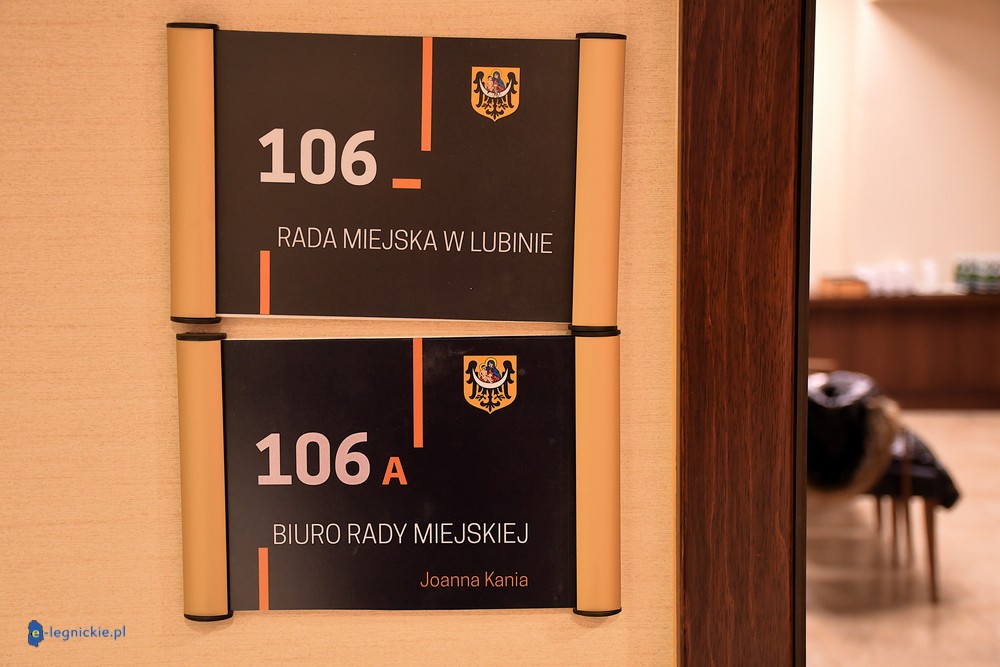 106 _
RADA MIEJSKA W LUBINIE
106 A
BIURO RADY MIEJSKIEJ
Joanna Kania
e-legnickie.pl